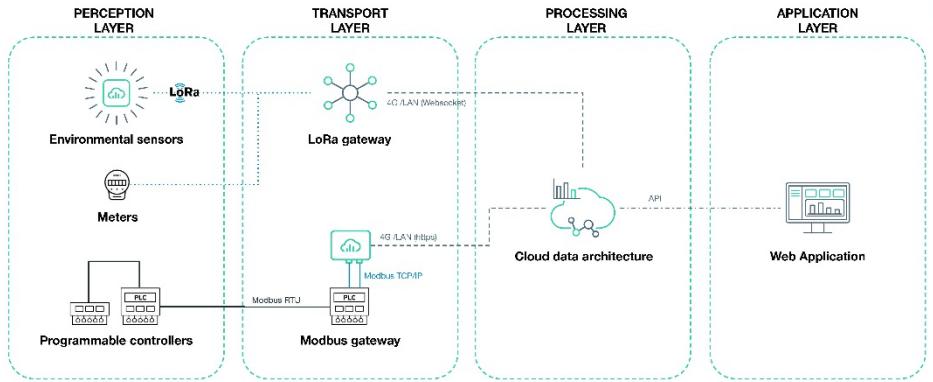 PERCEPTION
LAYER
TRANSPORT
LAYER
PROCESSING
LAYER
APPLICATION
LAYER
LoRa
Environmental sensors
LoRa gateway
4G /LAN (Websocket)
Meters
4G /LAN (https)
Modbus TCP/IP
API
Cloud data architecture
Web Application
PLC
Modbus RTU
PLC
Programmable controllers
Modbus gateway